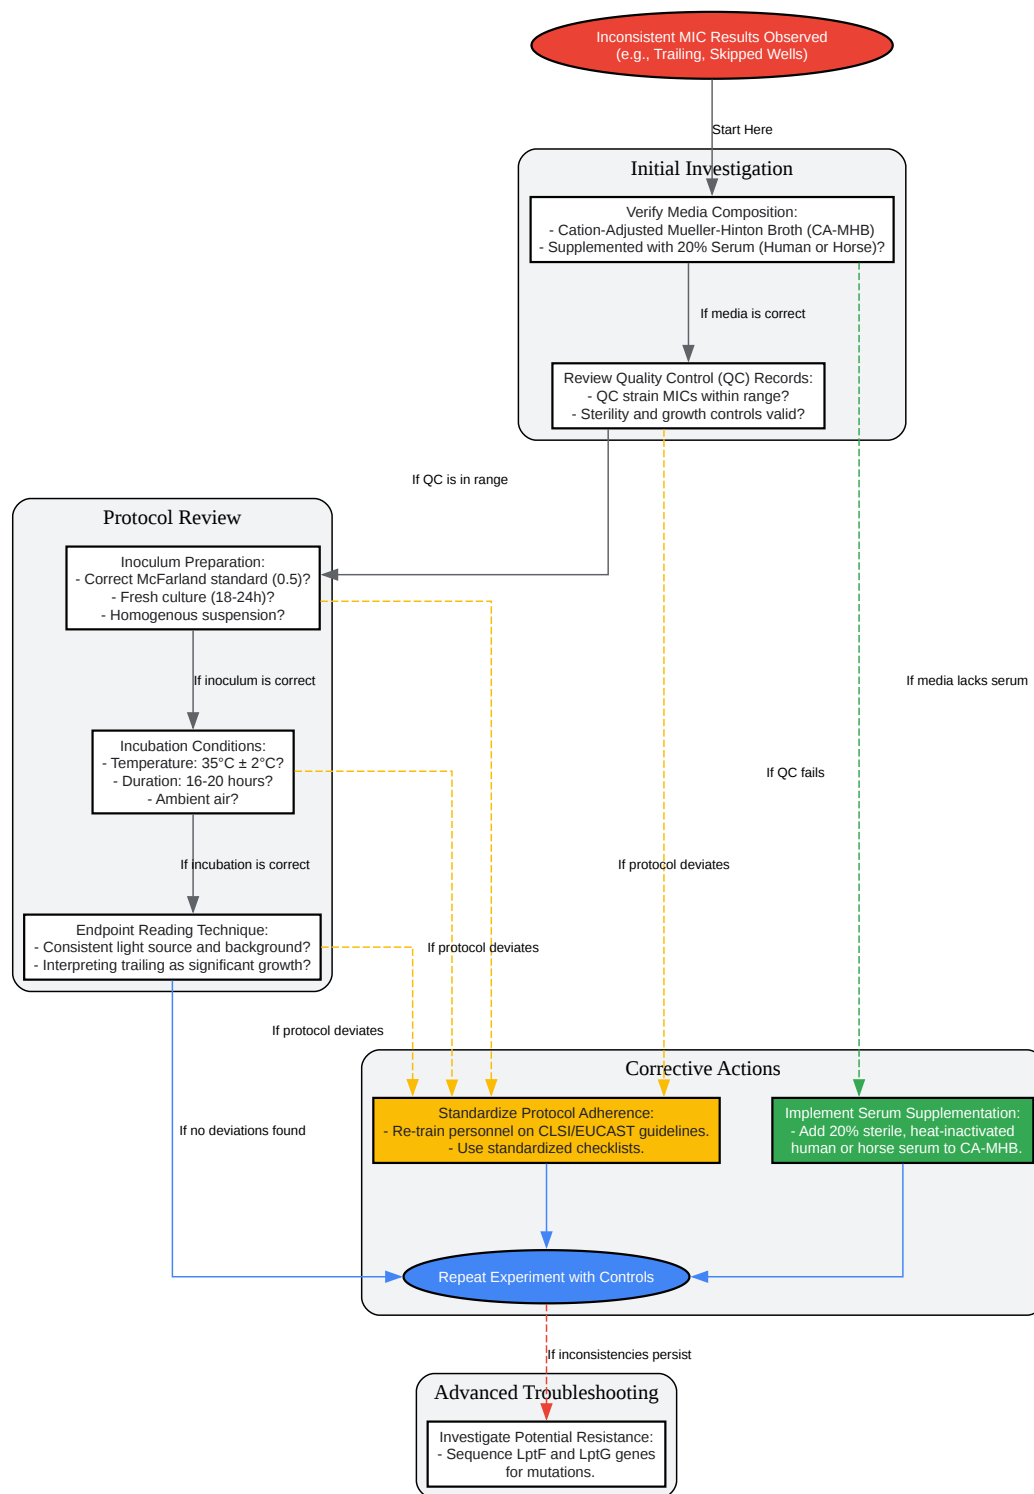 Inconsistent MIC Results Observed
(e.g., Trailing, Skipped Wells)
Start Here
Initial Investigation
Verify Media Composition:
- Cation-Adjusted Mueller-Hinton Broth (CA-MHB)
- Supplemented with 20% Serum (Human or Horse)?
If media is correct
Review Quality Control (QC) Records:
- QC strain MICs within range?
- Sterility and growth controls valid?
If QC is in range
Protocol Review
Inoculum Preparation:
- Correct McFarland standard (0.5)?
- Fresh culture (18-24h)?
- Homogenous suspension?
If inoculum is correct
If media lacks serum
Incubation Conditions:
- Temperature: 35°C ± 2°C?
- Duration: 16-20 hours?
- Ambient air?
If QC fails
If incubation is correct
If protocol deviates
Endpoint Reading Technique:
- Consistent light source and background?
- Interpreting trailing as significant growth?
If protocol deviates
If protocol deviates
Corrective Actions
Standardize Protocol Adherence:
- Re-train personnel on CLSI/EUCAST guidelines.
- Use standardized checklists.
Implement Serum Supplementation:
- Add 20% sterile, heat-inactivated
human or horse serum to CA-MHB.
If no deviations found
Repeat Experiment with Controls
If inconsistencies persist
Advanced Troubleshooting
Investigate Potential Resistance:
- Sequence LptF and LptG genes
for mutations.